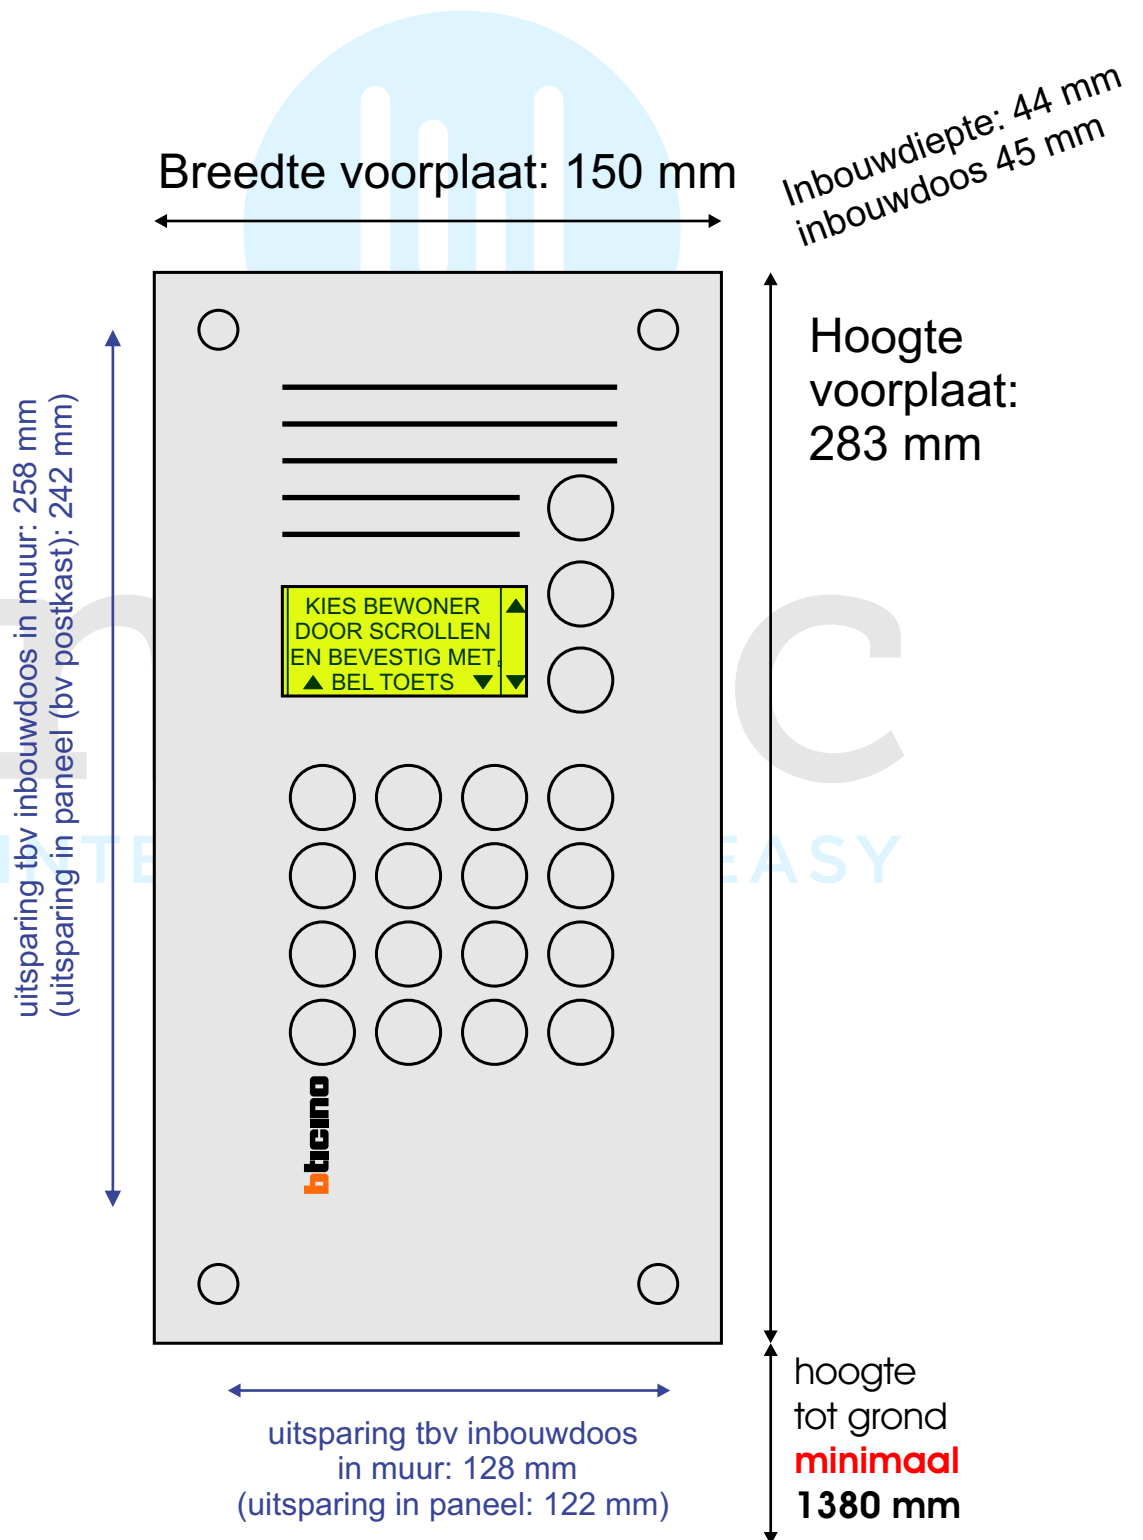 Breedte voorplaat: 150 mm
Inbouwdiepte: 44 mm
inbouwdoos 45 mm
Hoogte
voorplaat:
283 mm
uitsparing tbv inbouwdoos in muur: 258 mm
(uitsparing in paneel (bv postkast): 242 mm)
KIES BEWONER
DOOR SCROLLEN
EN BEVESTIG MET
BEL TOETS
EASY
bticino
uitsparing tbv inbouwdoos
in muur: 128 mm
(uitsparing in paneel: 122 mm)
hoogte
tot grond
minimaal
1380 mm